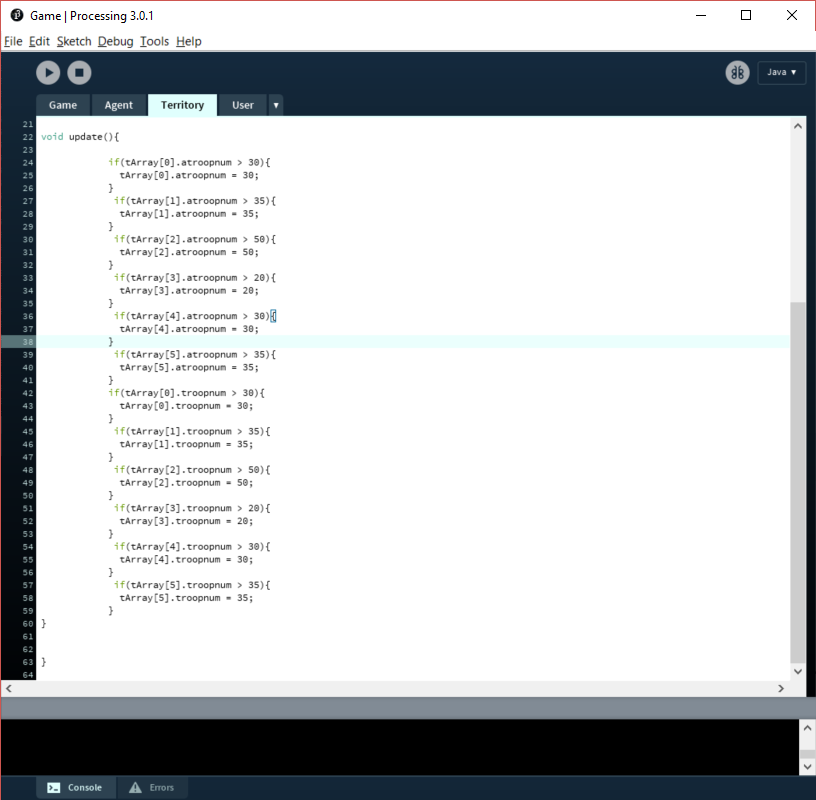 Game | Processing 3.0.1
File Edit Sketch Debug Tools Help
Java ▾
Game Agent Territory User ▾
21
22 void update(){
23
24 if(tArray[0].atroopnum > 30){
25 tArray[0].atroopnum = 30;
26 }
27 if(tArray[1].atroopnum > 35){
28 tArray[1].atroopnum = 35;
29 }
30 if(tArray[2].atroopnum > 50){
31 tArray[2].atroopnum = 50;
32 }
33 if(tArray[3].atroopnum > 20){
34 tArray[3].atroopnum = 20;
35 }
36 if(tArray[4].atroopnum > 30){
37 tArray[4].atroopnum = 30;
38 }
39 if(tArray[5].atroopnum > 35){
40 tArray[5].atroopnum = 35;
41 }
42 if(tArray[0].troopnum > 30){
43 tArray[0].troopnum = 30;
44 }
45 if(tArray[1].troopnum > 35){
46 tArray[1].troopnum = 35;
47 }
48 if(tArray[2].troopnum > 50){
49 tArray[2].troopnum = 50;
50 }
51 if(tArray[3].troopnum > 20){
52 tArray[3].troopnum = 20;
53 }
54 if(tArray[4].troopnum > 30){
55 tArray[4].troopnum = 30;
56 }
57 if(tArray[5].troopnum > 35){
58 tArray[5].troopnum = 35;
59 }
60 }
61
62
63 }
64
Console Errors